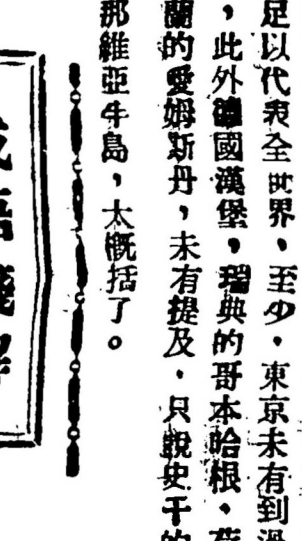 足以代表全世界，至少，東京未有到
，此外德國漢堡，瑞典的哥本哈根，
蘭的愛姆斯丹，未有提及，只說史干的
那維亞半島，太概括了。